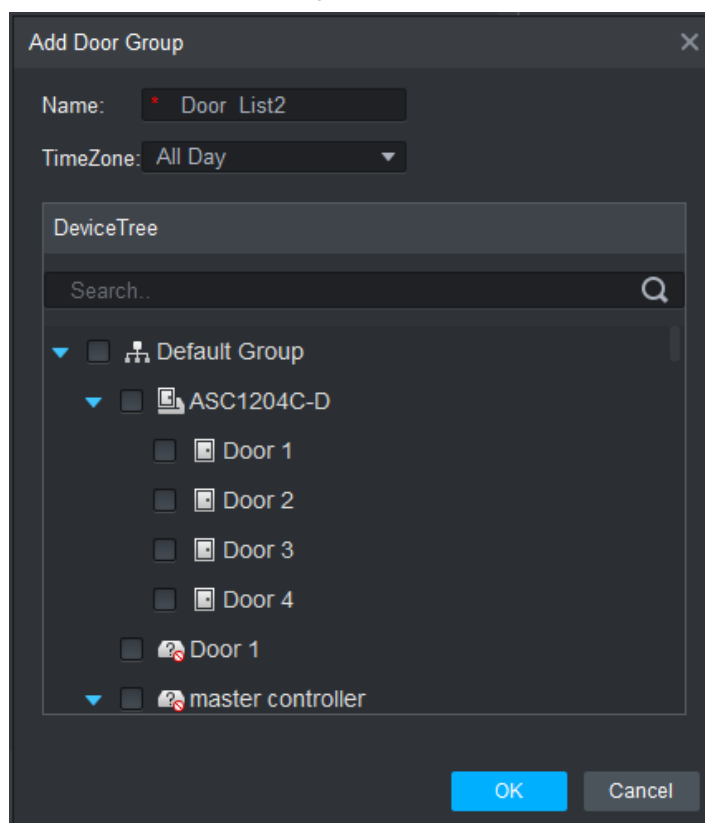 Add Door Group
Name: * Door List2
TimeZone: All Day
DeviceTree
Search..
Default Group
ASC1204C-D
Door 1
Door 2
Door 3
Door 4
Door 1
master controller
OK Cancel